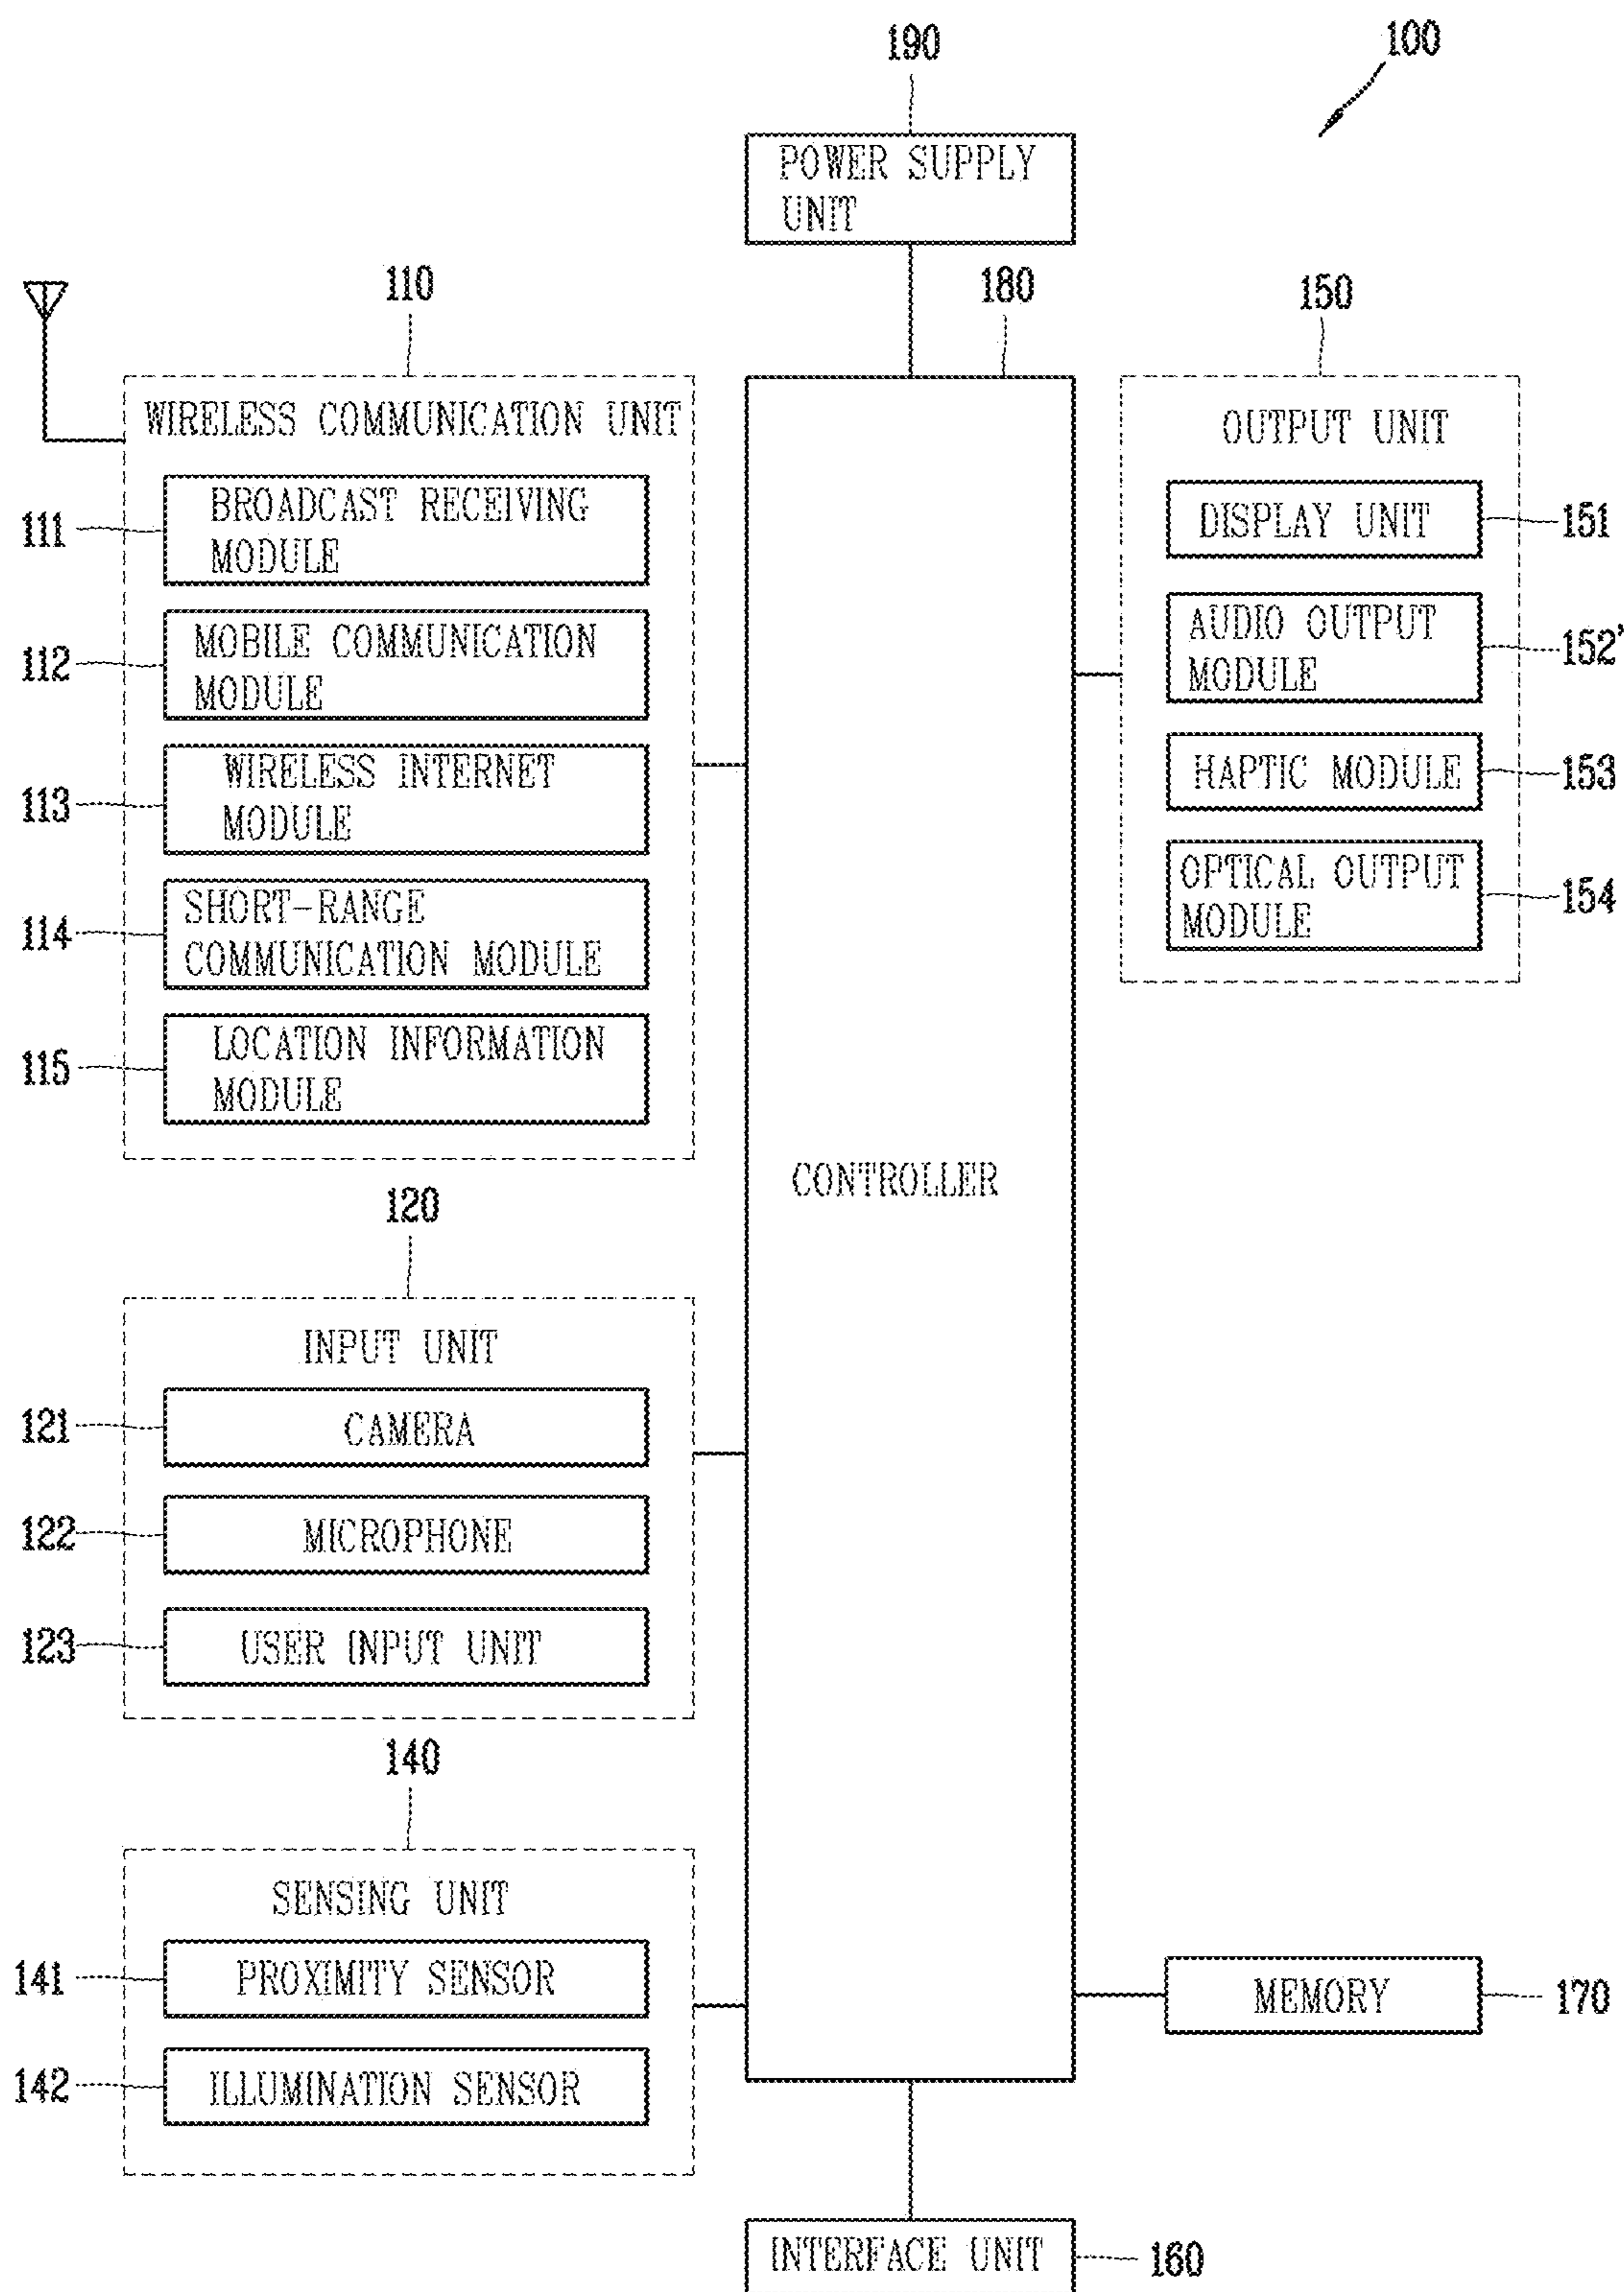 100
190
POWER SUPPLY
UNIT
110
180
150
WIRELESS COMMUNICATION UNIT
111
BROADCAST RECEIVING
MODULE
112
MOBILE COMMUNICATION
MODULE
113
WIRELESS INTERNET
MODULE
114
SHORT-RANGE
COMMUNICATION MODULE
115
LOCATION INFORMATION
MODULE
CONTROLLER
OUTPUT UNIT
DISPLAY UNIT
151
AUDIO OUTPUT
MODULE
152'
HAPTIC MODULE
153
OPTICAL OUTPUT
MODULE
154
120
INPUT UNIT
121
CAMERA
122
MICROPHONE
123
USER INPUT UNIT
140
SENSING UNIT
141
PROXIMITY SENSOR
142
ILLUMINATION SENSOR
MEMORY
170
INTERFACE UNIT
160